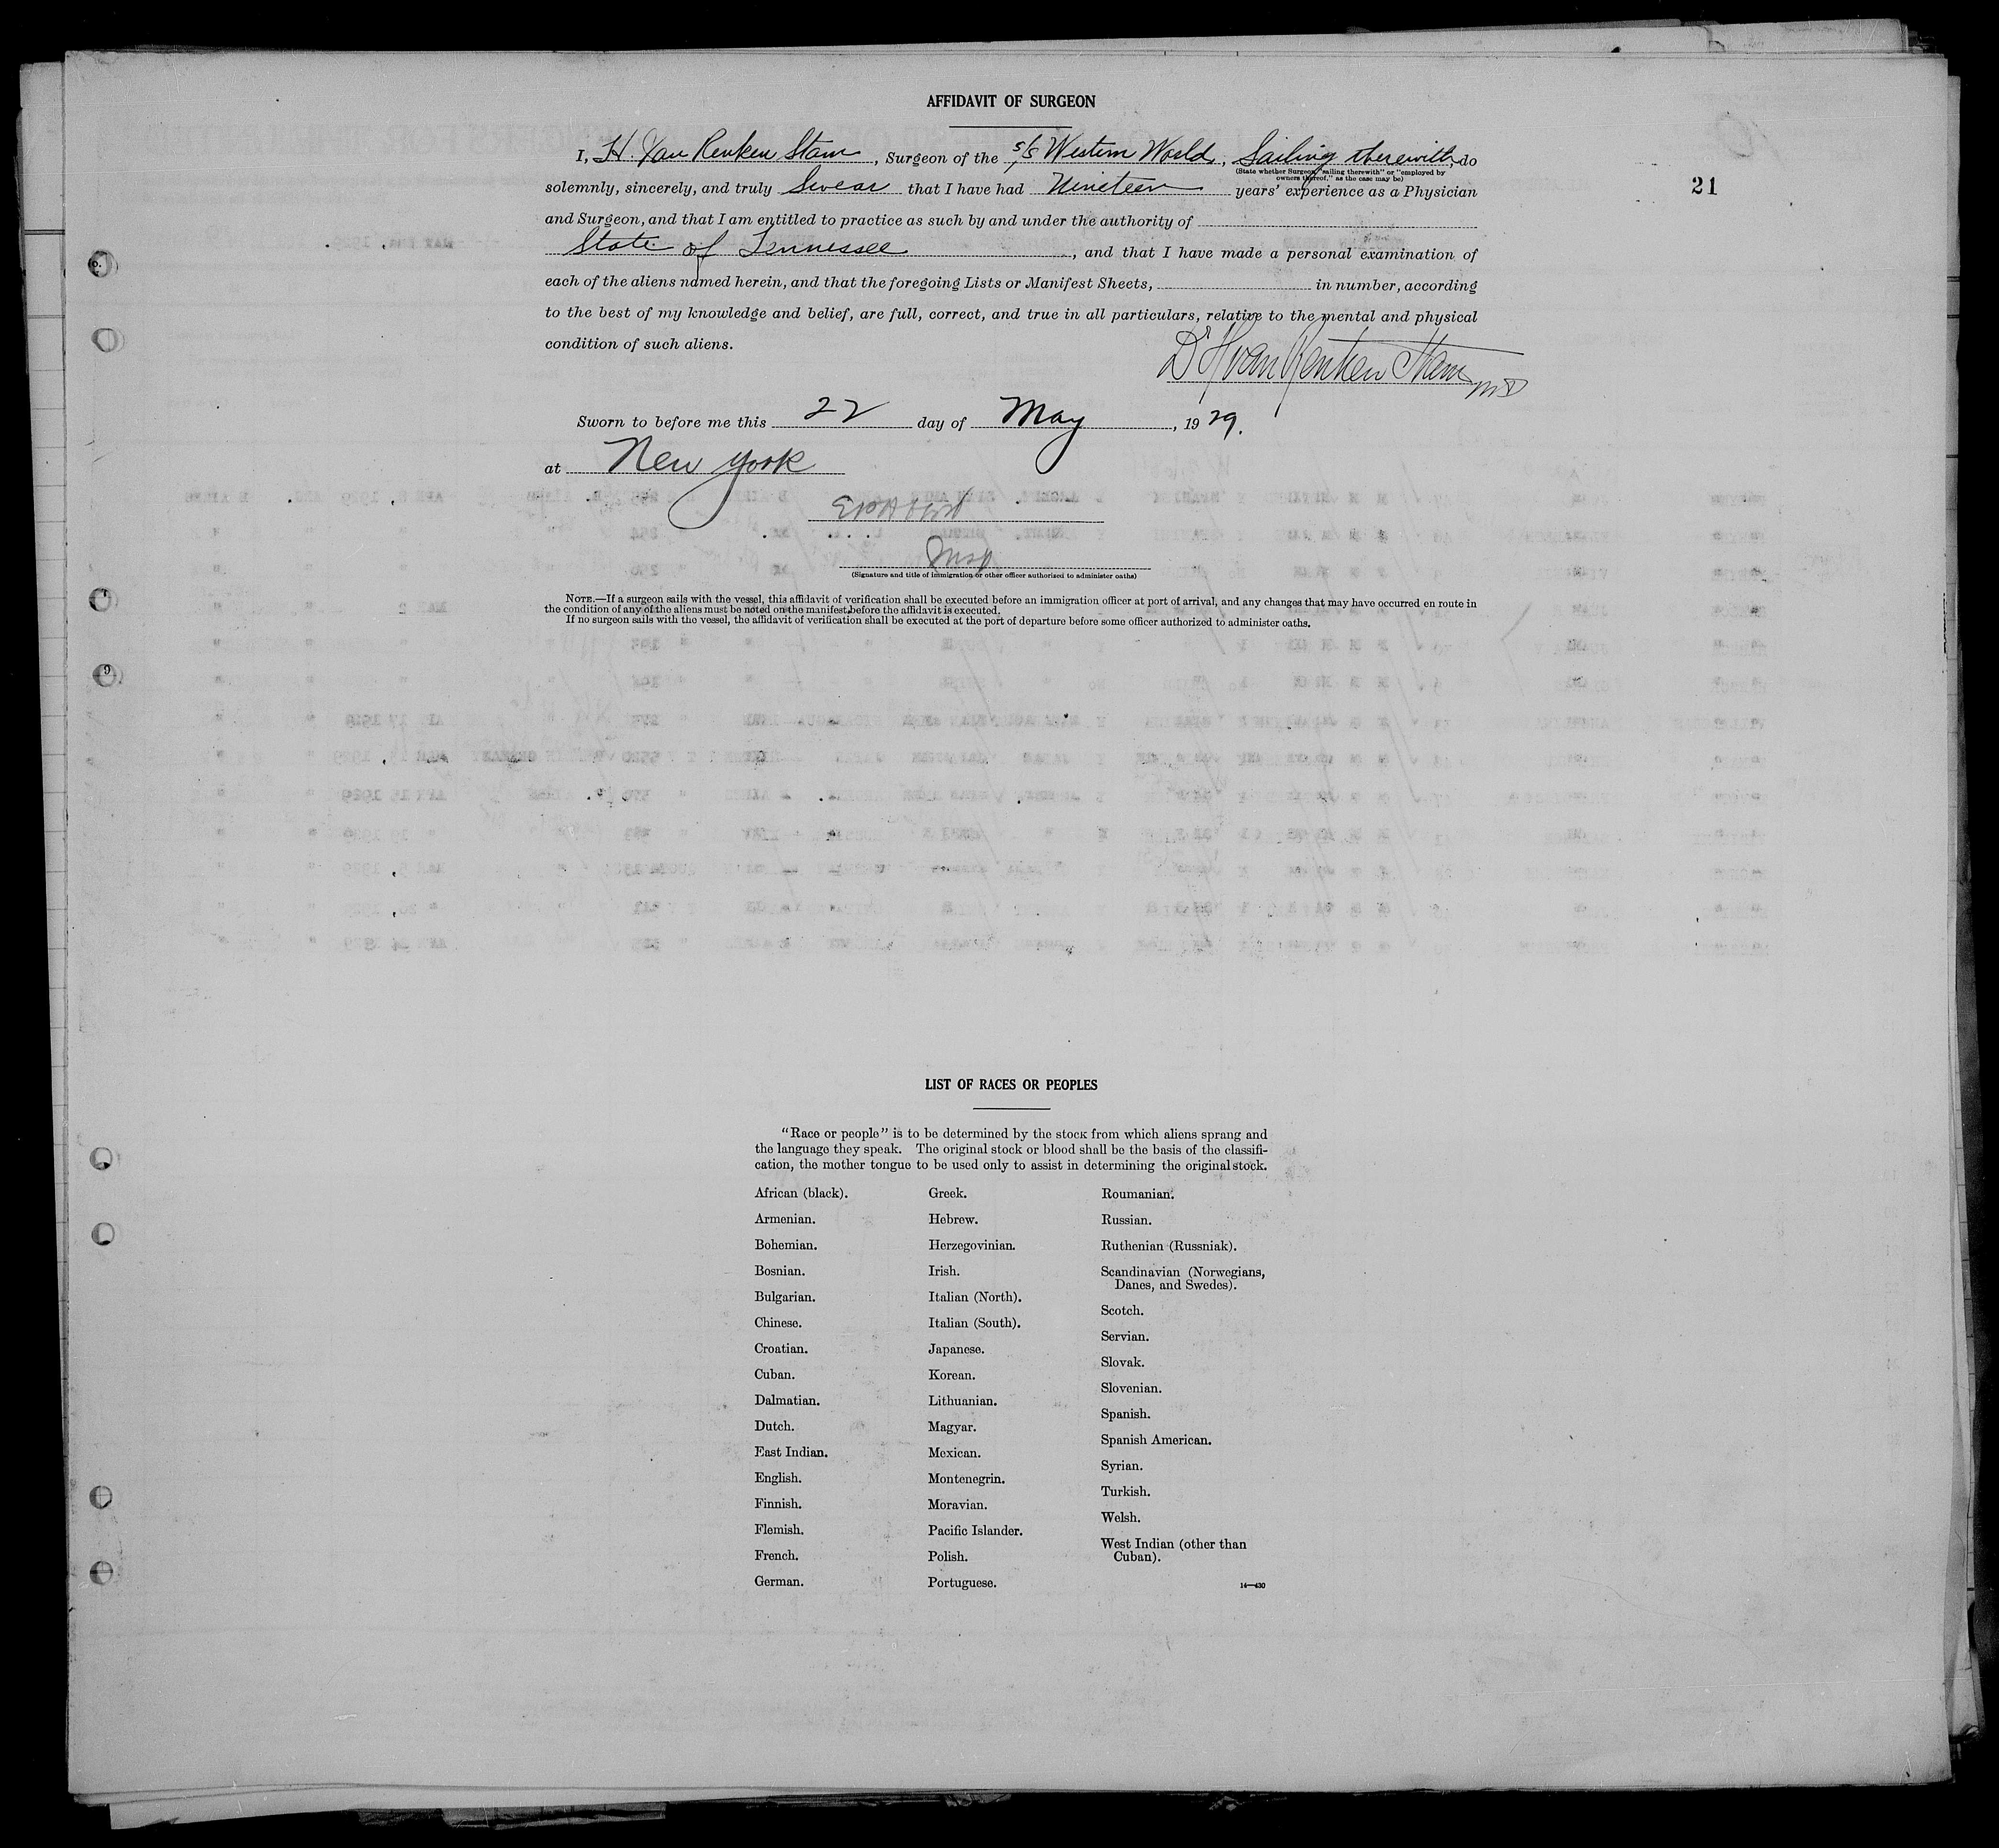 AFFIDAVIT OF SURGEON
I, H. Van Renken Stam, Surgeon of the s/s Western World, Sailing therewith, do
(State whether Surgeon "sailing therewith" or "employed by
owners thereof," as the case may be)
21
solemnly, sincerely, and truly Swear that I have had Nineteen years' experience as a Physician
and Surgeon, and that I am entitled to practice as such by and under the authority of
State of Tennessee, and that I have made a personal examination of
each of the aliens named herein, and that the foregoing Lists or Manifest Sheets, in number, according
to the best of my knowledge and belief, are full, correct, and true in all particulars, relative to the mental and physical
condition of such aliens.
Dr H van Renken Stam MD
Sworn to before me this 22 day of May, 1929.
at New York
Insp
(Signature and title of immigration or other officer authorized to administer oaths)
NOTE.—If a surgeon sails with the vessel, this affidavit of verification shall be executed before an immigration officer at port of arrival, and any changes that may have occurred en route in
the condition of any of the aliens must be noted on the manifest before the affidavit is executed.
If no surgeon sails with the vessel, the affidavit of verification shall be executed at the port of departure before some officer authorized to administer oaths.
LIST OF RACES OR PEOPLES
"Race or people" is to be determined by the stock from which aliens sprang and
the language they speak. The original stock or blood shall be the basis of the classifi-
cation, the mother tongue to be used only to assist in determining the original stock.
African (black).
Armenian.
Bohemian.
Bosnian.
Bulgarian.
Chinese.
Croatian.
Cuban.
Dalmatian.
Dutch.
East Indian.
English.
Finnish.
Flemish.
French.
German.
Greek.
Hebrew.
Herzegovinian.
Irish.
Italian (North).
Italian (South).
Japanese.
Korean.
Lithuanian.
Magyar.
Mexican.
Montenegrin.
Moravian.
Pacific Islander.
Polish.
Portuguese.
Roumanian.
Russian.
Ruthenian (Russniak).
Scandinavian (Norwegians,
Danes, and Swedes).
Scotch.
Servian.
Slovak.
Slovenian.
Spanish.
Spanish American.
Syrian.
Turkish.
Welsh.
West Indian (other than
Cuban).
14—430